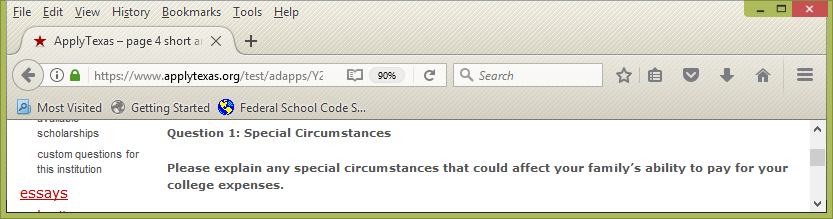 File Edit View History Bookmarks Tools Help
ApplyTexas – page 4 short a
https://www.applytexas.org/test/adapps/Y2
90%
Search
Most Visited Getting Started Federal School Code S...
available
scholarships
custom questions for
this institution
essays
Question 1: Special Circumstances
Please explain any special circumstances that could affect your family’s ability to pay for your
college expenses.